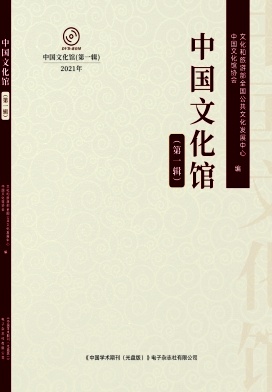 中国文化馆
（第一辑）
DVD-ROM
中国文化馆(第一辑)
2021年
中国文化馆
（第一辑）
文化和旅游部全国公共文化发展中心
中国文化馆协会
编
《中国学术期刊（光盘版）》电子杂志社有限公司